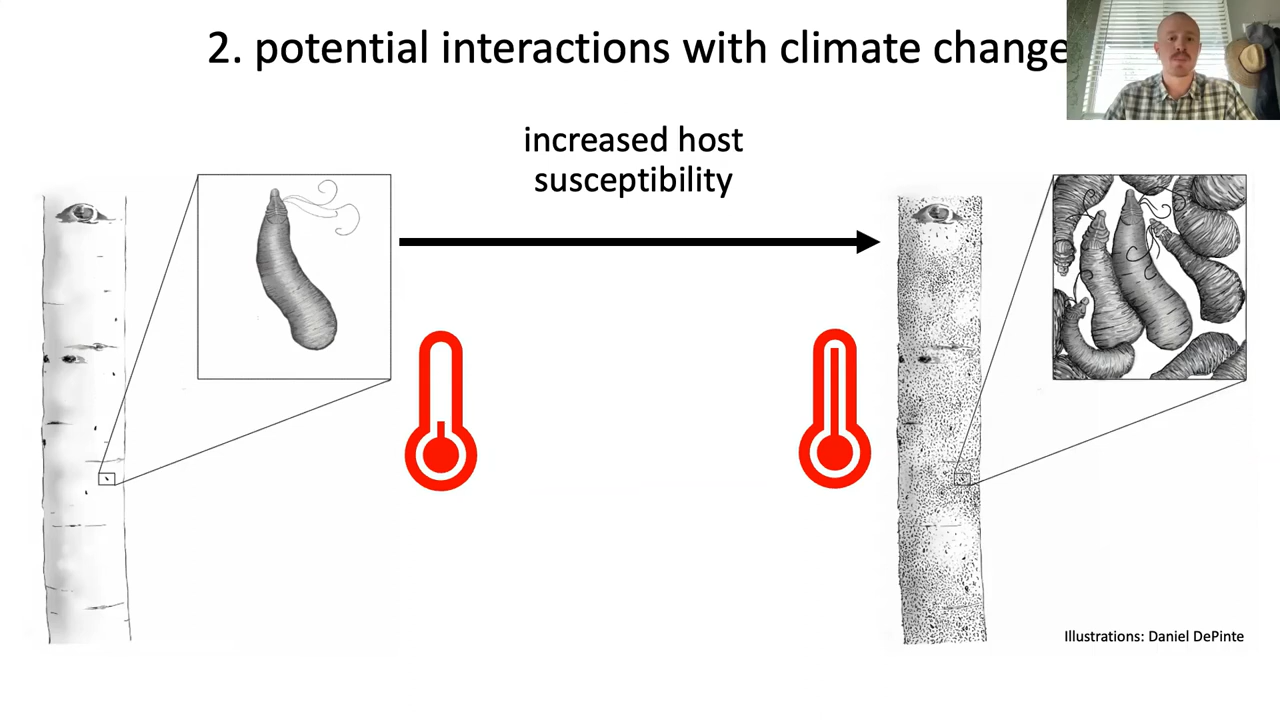 2. potential interactions with climate change
increased host
susceptibility
Illustrations: Daniel DePinte